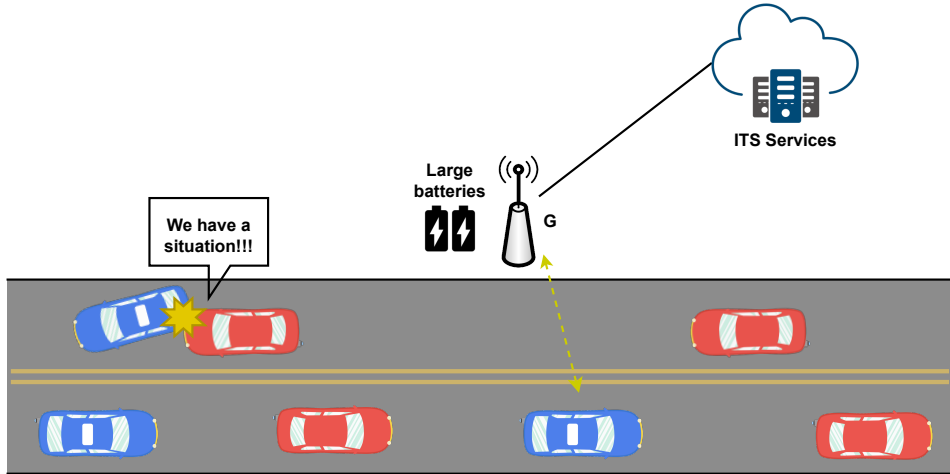 ITS Services
Large
batteries
G
We have a
situation!!!